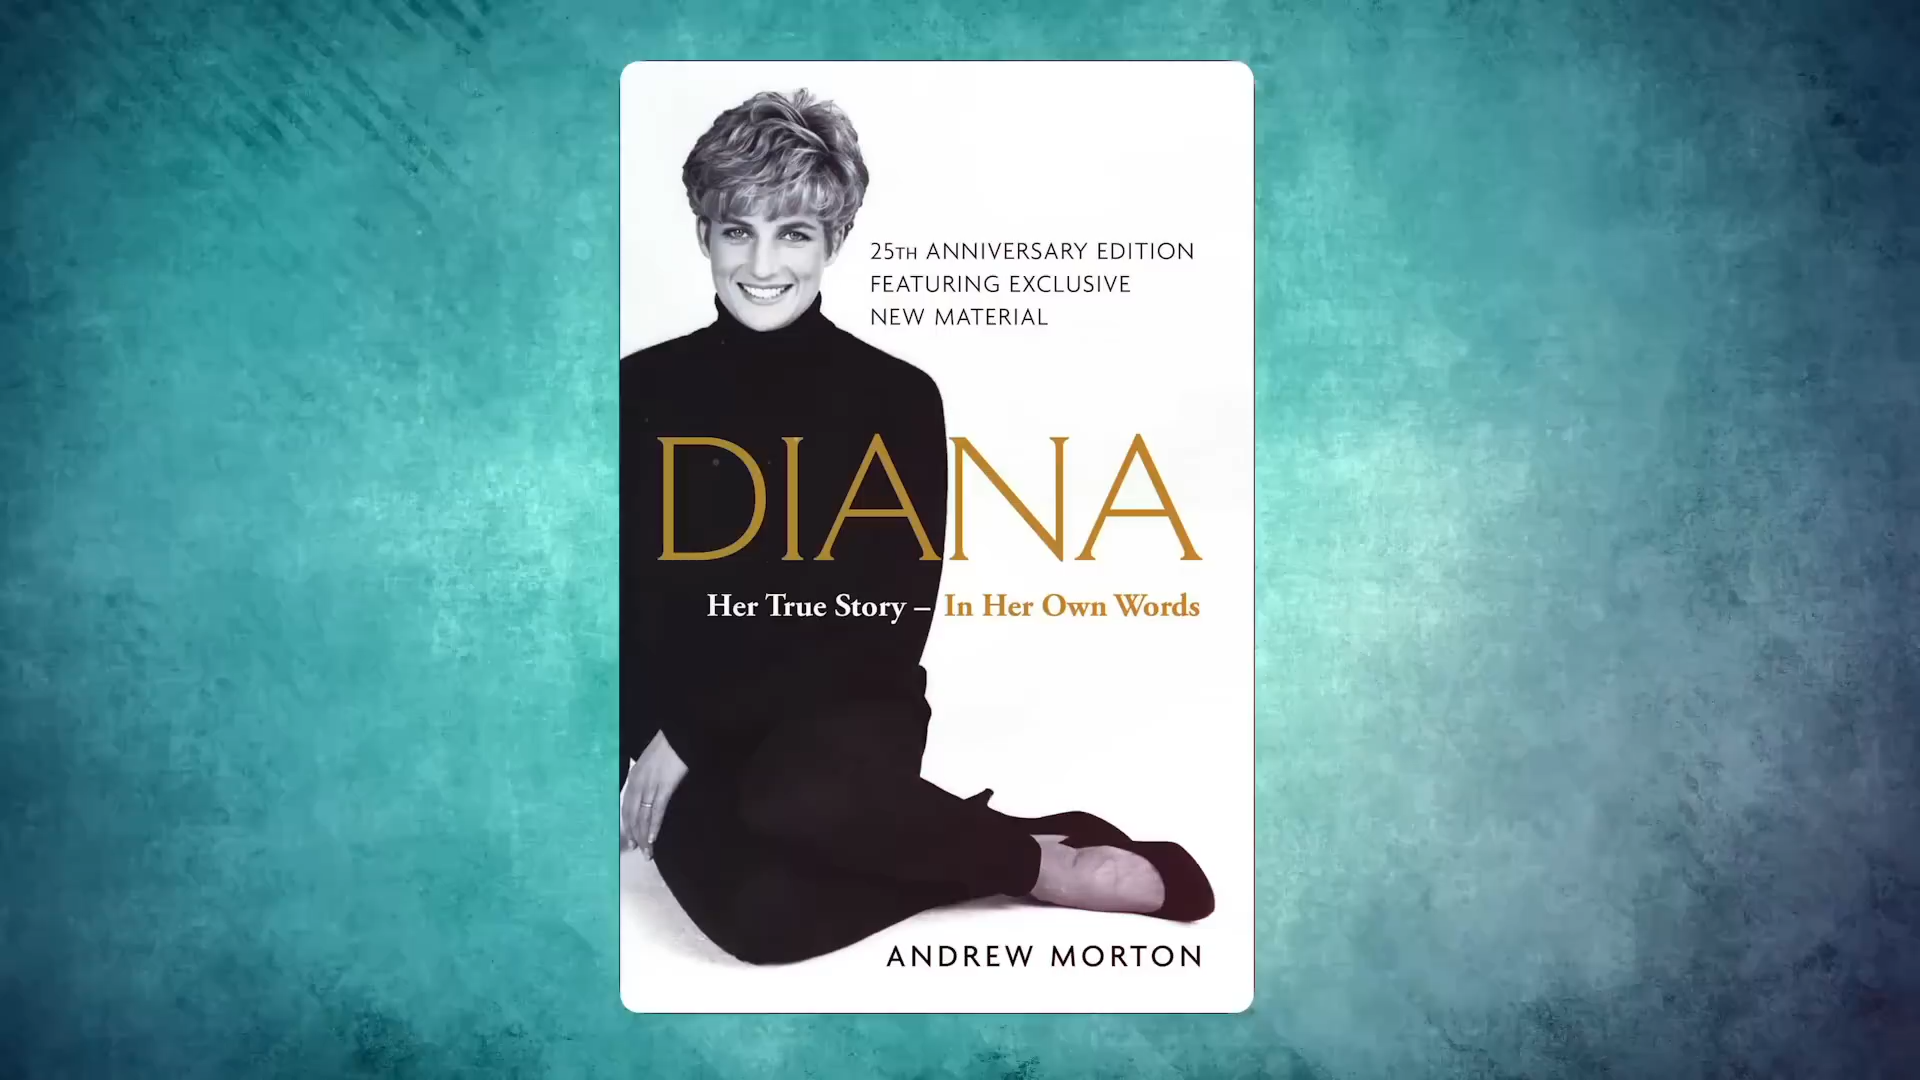 25TH ANNIVERSARY EDITION
FEATURING EXCLUSIVE
NEW MATERIAL
DIANA
Her True Story – In Her Own Words
ANDREW MORTON